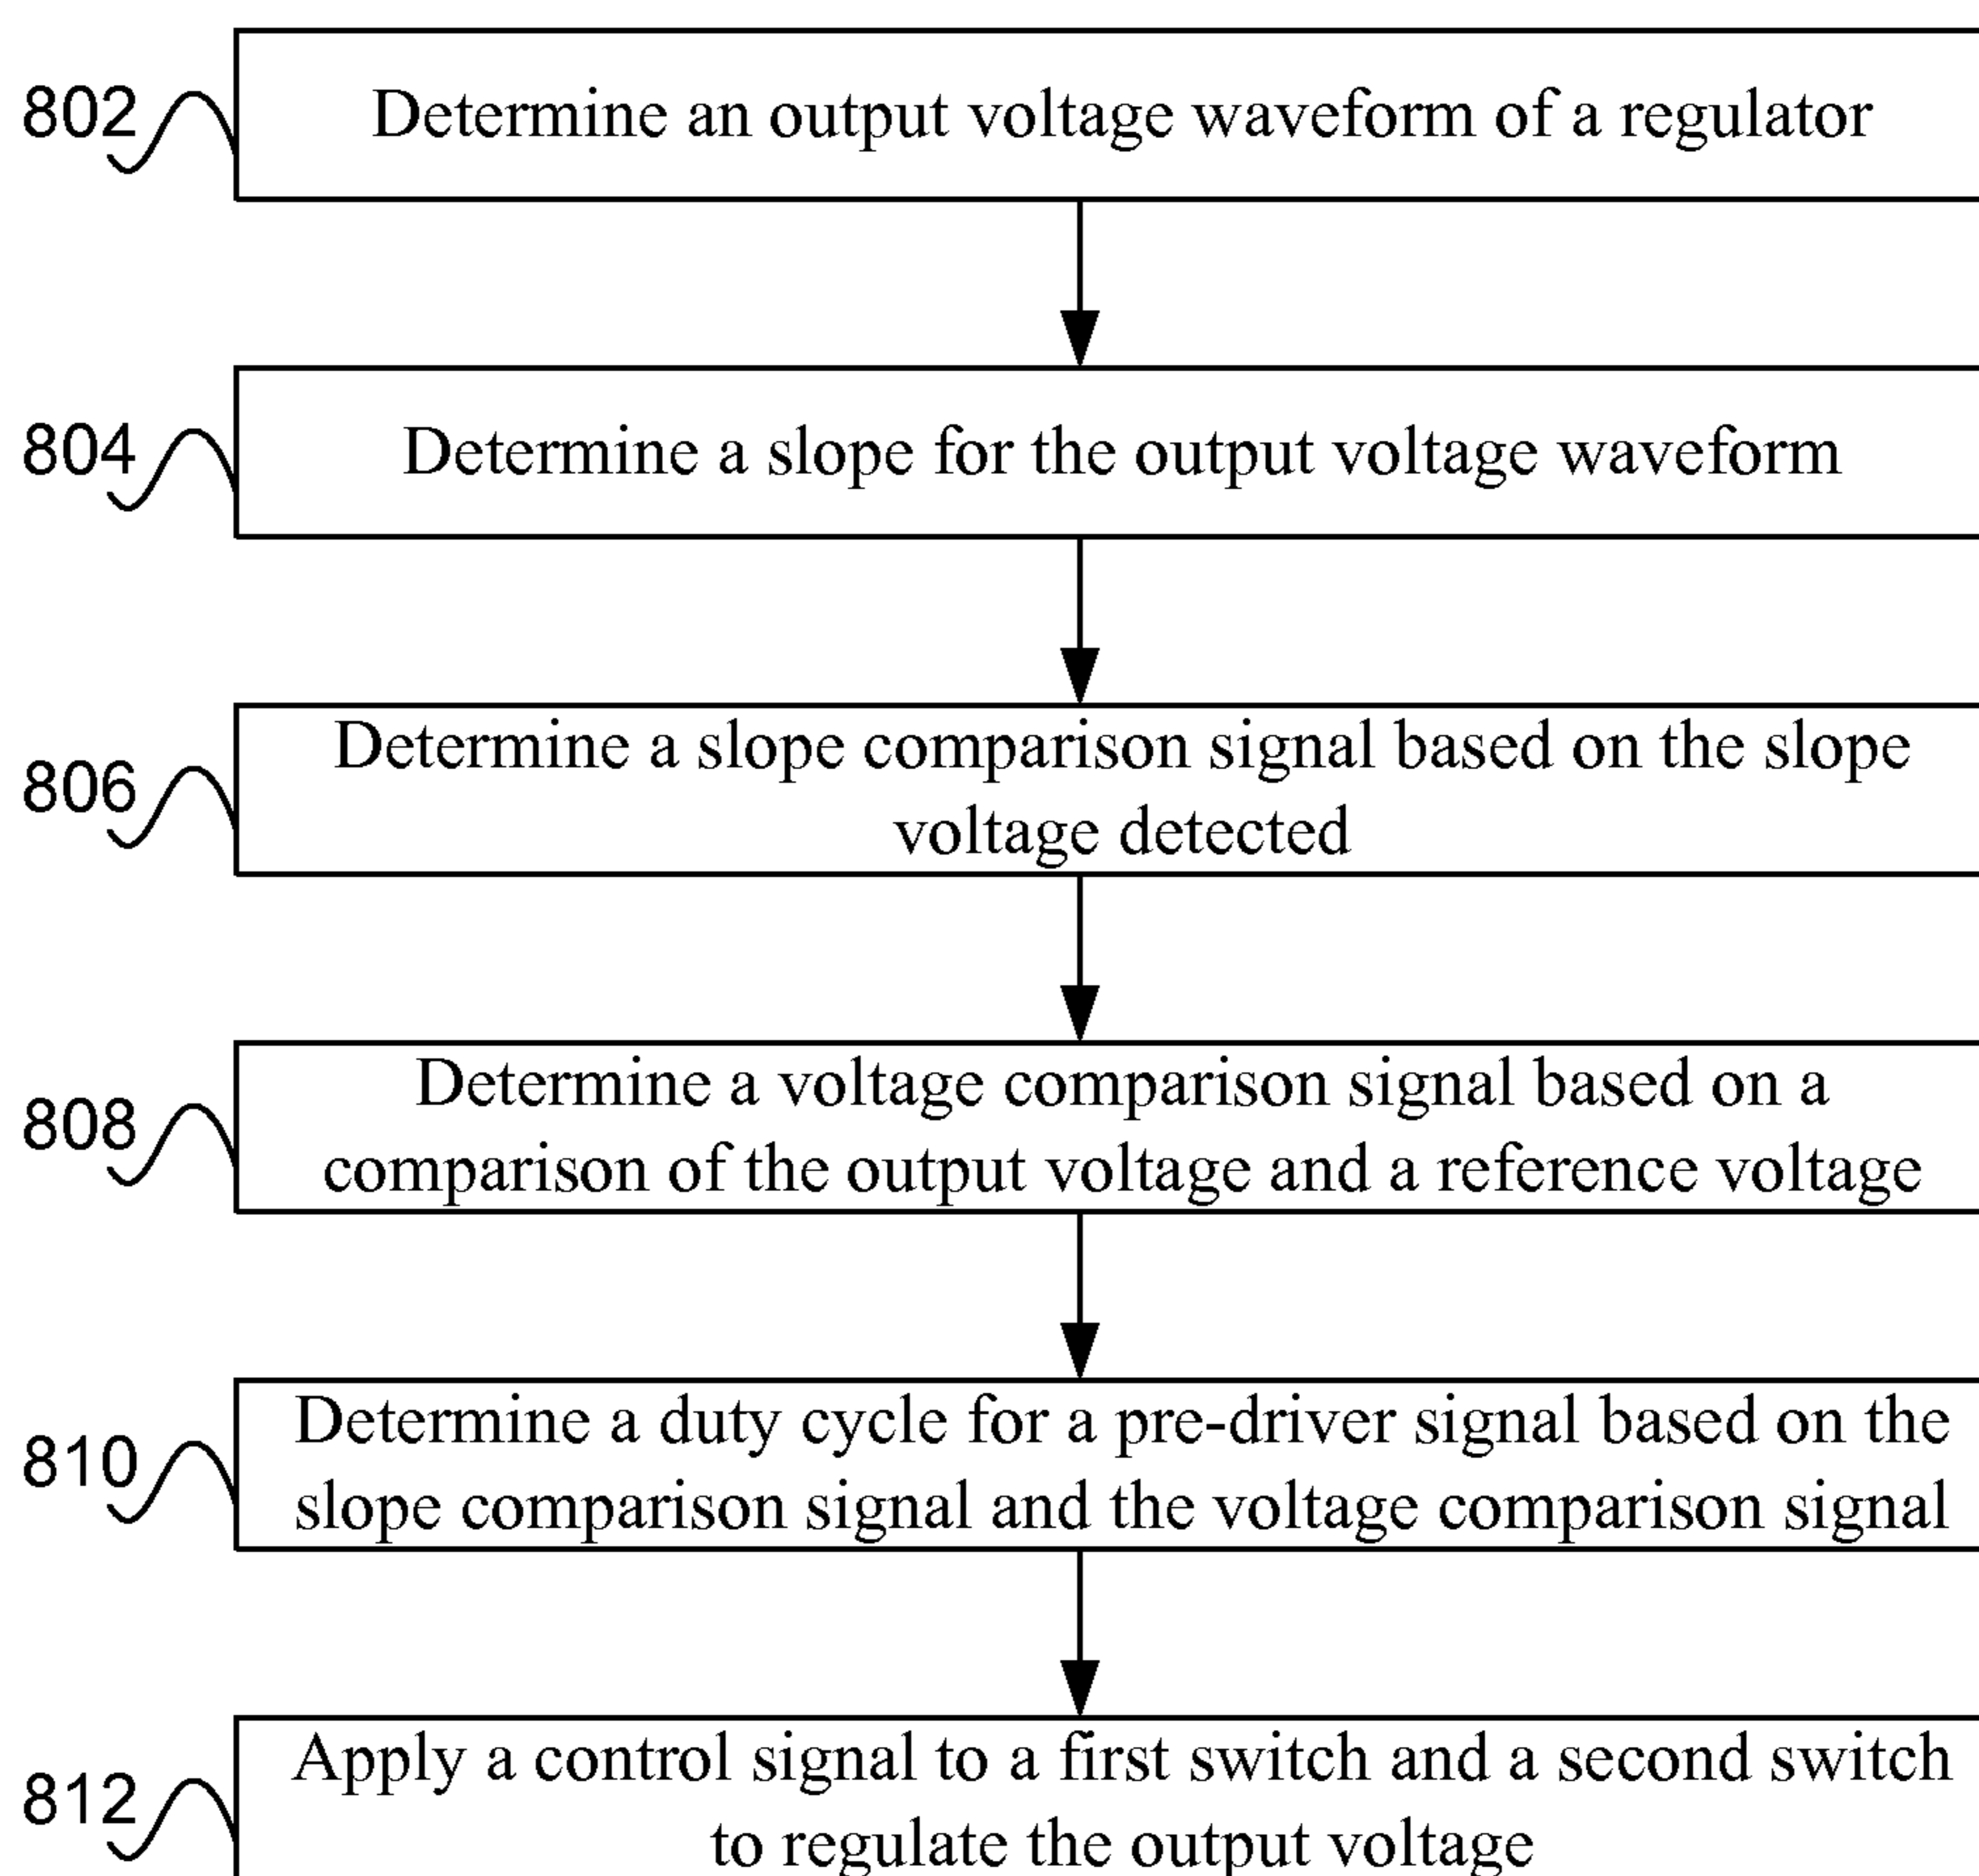 802
Determine an output voltage waveform of a regulator
804
Determine a slope for the output voltage waveform
806
Determine a slope comparison signal based on the slope
voltage detected
808
Determine a voltage comparison signal based on a
comparison of the output voltage and a reference voltage
810
Determine a duty cycle for a pre-driver signal based on the
slope comparison signal and the voltage comparison signal
812
Apply a control signal to a first switch and a second switch
to regulate the output voltage